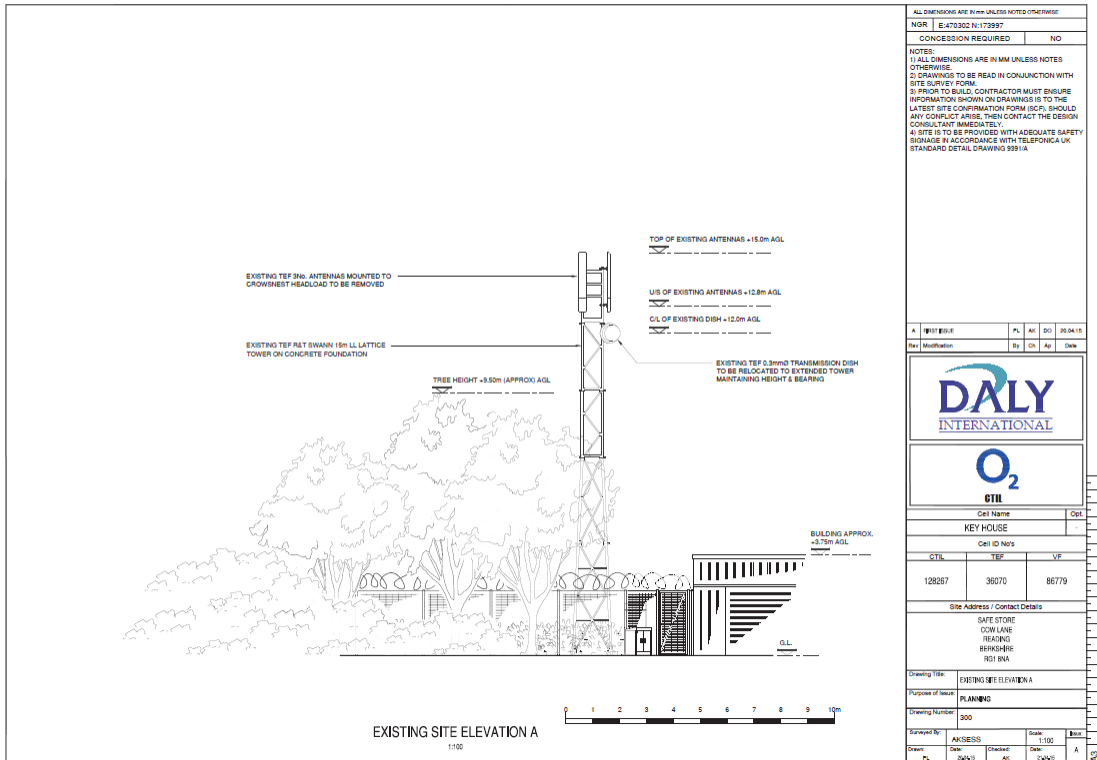 TOP OF EXISTING ANTENNAS +15.0m AGL
EXISTING TEF 3No. ANTENNAS MOUNTED TO
CROWSNEST HEADLOAD TO BE REMOVED
U/S OF EXISTING ANTENNAS +12.8m AGL
C/L OF EXISTING DISH +12.0m AGL
EXISTING TEF R&T SWANN 15m LL LATTICE
TOWER ON CONCRETE FOUNDATION
EXISTING TEF 0.3mmØ TRANSMISSION DISH
TO BE RELOCATED TO EXTENDED TOWER
MAINTAINING HEIGHT & BEARING
TREE HEIGHT +9.50m (APPROX) AGL
BUILDING APPROX.
+3.75m AGL
G.L.
0 1 2 3 4 5 6 7 8 9 10m
EXISTING SITE ELEVATION A
1:100
ALL DIMENSIONS ARE IN mm UNLESS NOTED OTHERWISE
NGR E:470302 N:173997
CONCESSION REQUIRED NO
NOTES:
1) ALL DIMENSIONS ARE IN MM UNLESS NOTES
OTHERWISE.
2) DRAWINGS TO BE READ IN CONJUNCTION WITH
SITE SURVEY FORM.
3) PRIOR TO BUILD, CONTRACTOR MUST ENSURE
INFORMATION SHOWN ON DRAWINGS IS TO THE
LATEST SITE CONFIRMATION FORM (SCF). SHOULD
ANY CONFLICT ARISE, THEN CONTACT THE DESIGN
CONSULTANT IMMEDIATELY.
4) SITE IS TO BE PROVIDED WITH ADEQUATE SAFETY
SIGNAGE IN ACCORDANCE WITH TELEFONICA UK
STANDARD DETAIL DRAWING 9391/A
A FIRST ISSUE PL AK DO 20.04.15
Rev Modification By Ch Ap Date
DALY
INTERNATIONAL
O2
CTIL
Cell Name Opt.
KEY HOUSE -
Cell ID No's
CTIL TEF VF
128267 36070 86779
Site Address / Contact Details
SAFE STORE
COW LANE
READING
BERKSHIRE
RG1 8NA
Drawing Title: EXISTING SITE ELEVATION A
Purpose of Issue: PLANNING
Drawing Number: 300
Surveyed By: AKSESS Scale: 1:100 Issue:
A
Drawn: Date: Checked: Date:
PL AK
A3